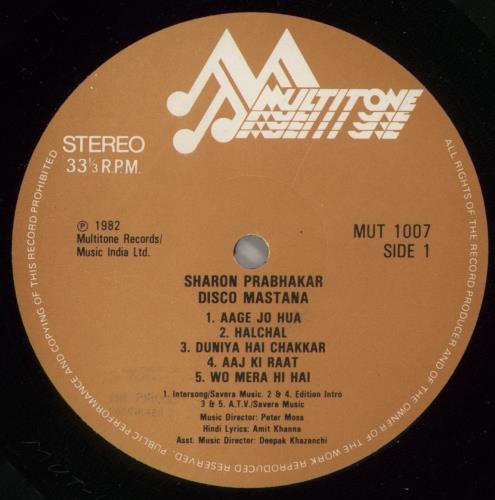 MULTITONE
STEREO
33⅓ R.P.M.
℗ 1982
Multitone Records/
Music India Ltd.
MUT 1007
SIDE 1
SHARON PRABHAKAR
DISCO MASTANA
1. AAGE JO HUA
2. HALCHAL
3. DUNIYA HAI CHAKKAR
4. AAJ KI RAAT
5. WO MERA HI HAI
1. Intersong/Savera Music. 2 & 4. Edition Intro
3 & 5. A.T.V./Savera Music
Music Director: Peter Moss
Hindi Lyrics: Amit Khanna
Asst. Music Director: Deepak Khazanchi
ALL RIGHTS OF THE RECORD PRODUCER AND OF THE OWNER OF THE WORK REPRODUCED RESERVED. PUBLIC PERFORMANCE AND COPYING OF THIS RECORD PROHIBITED